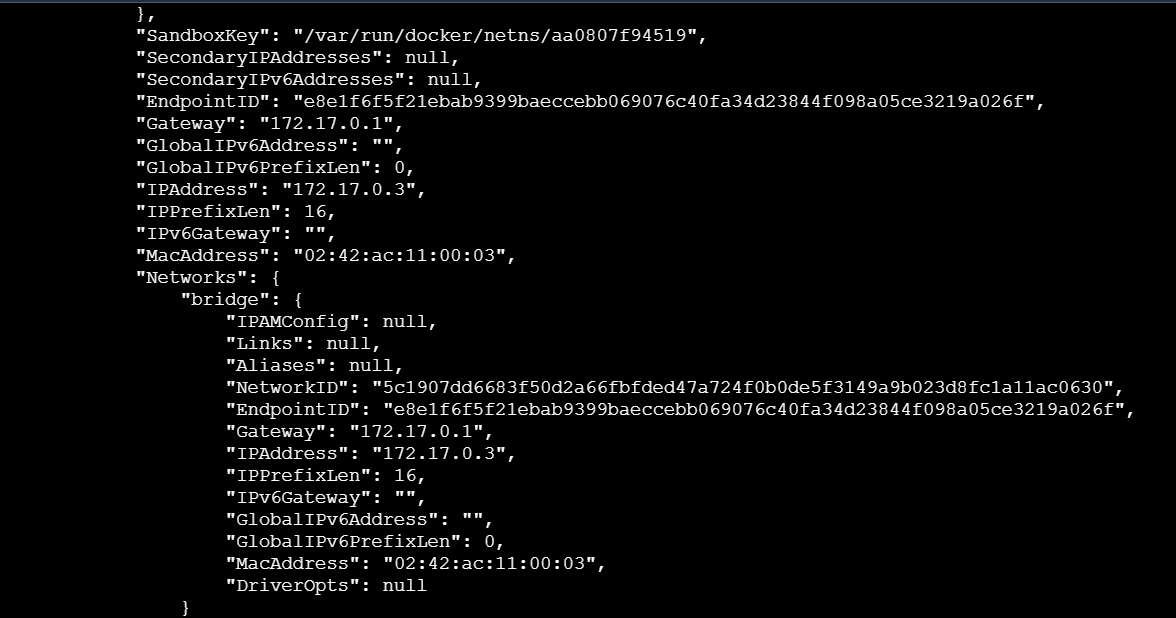 },
"SandboxKey": "/var/run/docker/netns/aa0807f94519",
"SecondaryIPAddresses": null,
"SecondaryIPv6Addresses": null,
"EndpointID": "e8e1f6f5f21ebab9399baeccebb069076c40fa34d23844f098a05ce3219a026f",
"Gateway": "172.17.0.1",
"GlobalIPv6Address": "",
"GlobalIPv6PrefixLen": 0,
"IPAddress": "172.17.0.3",
"IPPrefixLen": 16,
"IPv6Gateway": "",
"MacAddress": "02:42:ac:11:00:03",
"Networks": {
"bridge": {
"IPAMConfig": null,
"Links": null,
"Aliases": null,
"NetworkID": "5c1907dd6683f50d2a66fbfded47a724f0b0de5f3149a9b023d8fc1a11ac0630",
"EndpointID": "e8e1f6f5f21ebab9399baeccebb069076c40fa34d23844f098a05ce3219a026f",
"Gateway": "172.17.0.1",
"IPAddress": "172.17.0.3",
"IPPrefixLen": 16,
"IPv6Gateway": "",
"GlobalIPv6Address": "",
"GlobalIPv6PrefixLen": 0,
"MacAddress": "02:42:ac:11:00:03",
"DriverOpts": null
}